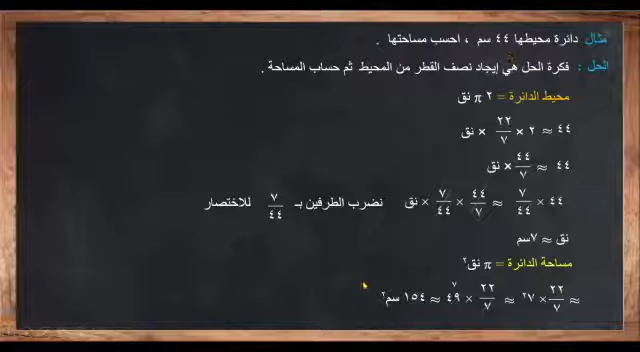 مثال دائرة محيطها ٤٤ سم ، احسب مساحتها .
الحل : فكرة الحل هي إيجاد نصف القطر من المحيط ثم حساب المساحة .
محيط الدائرة = ٢ π نق
٤٤ ≈ ٢ × ٢٢/٧ × نق
٤٤ ≈ ٤٤/٧ × نق
٤٤ × ٧/٤٤ ≈ ٤٤/٧ × ٧/٤٤ × نق نضرب الطرفين بـ ٧/٤٤ للاختصار
نق ≈ ٧سم
مساحة الدائرة = π نق٢
≈ ٢٢/٧ × ٧٢ ≈ ٢٢/٧ × ٤٩ ٧ ≈ ١٥٤ سم٢